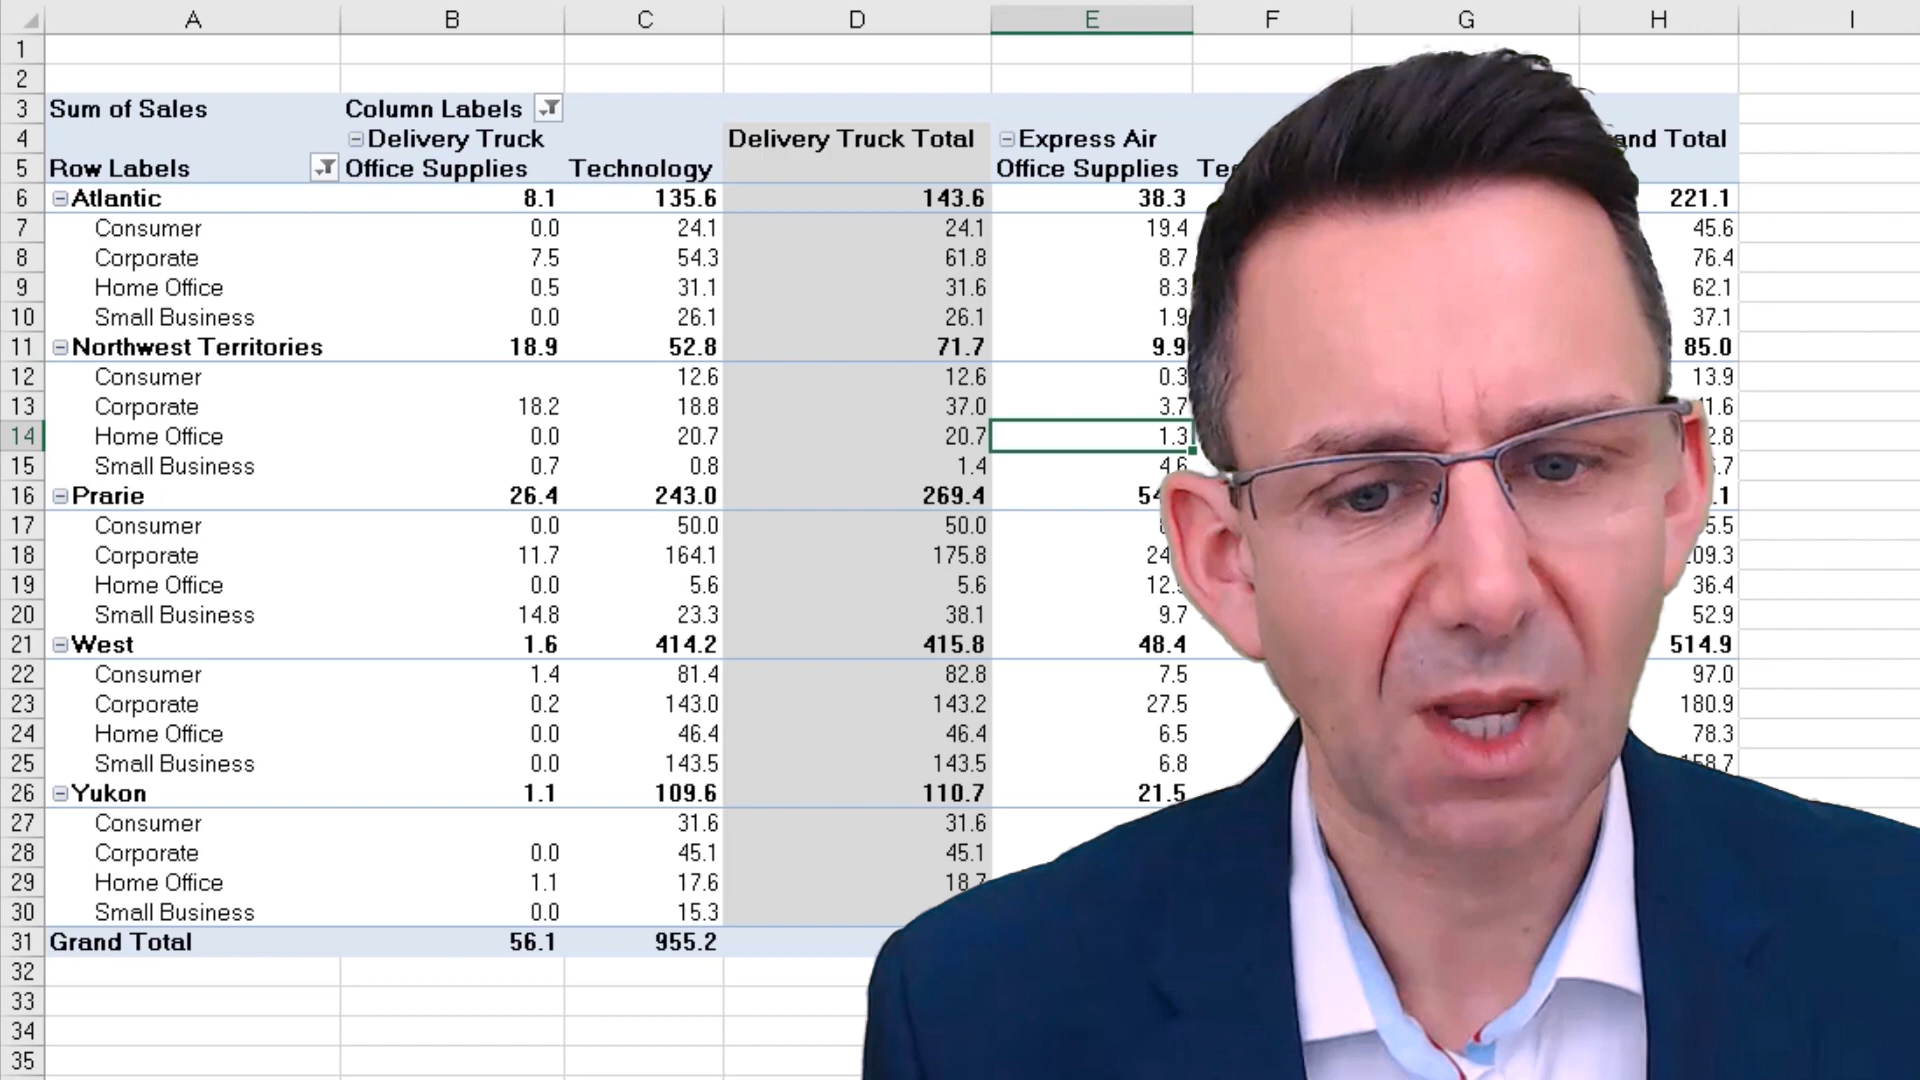 A B C D E F G H I
1
2
3 Sum of Sales Column Labels
4 Delivery Truck Delivery Truck Total Express Air Total
5 Row Labels Office Supplies Technology Office Supplies
6 Atlantic 8.1 135.6 143.6 38.3 221.1
7 Consumer 0.0 24.1 24.1 19.4 45.6
8 Corporate 7.5 54.3 61.8 8.7 76.4
9 Home Office 0.5 31.1 31.6 8.3 62.1
10 Small Business 0.0 26.1 26.1 1.9 37.1
11 Northwest Territories 18.9 52.8 71.7 9.9 85.0
12 Consumer 12.6 12.6 0.3 13.9
13 Corporate 18.2 18.8 37.0 3.7
14 Home Office 0.0 20.7 20.7 1.3
15 Small Business 0.7 0.8 1.4 4.6
16 Prarie 26.4 243.0 269.4
17 Consumer 0.0 50.0 50.0
18 Corporate 11.7 164.1 175.8
19 Home Office 0.0 5.6 5.6 36.4
20 Small Business 14.8 23.3 38.1 9.7 52.9
21 West 1.6 414.2 415.8 48.4 514.9
22 Consumer 1.4 81.4 82.8 7.5 97.0
23 Corporate 0.2 143.0 143.2 27.5 180.9
24 Home Office 0.0 46.4 46.4 6.5 78.3
25 Small Business 0.0 143.5 143.5 6.8
26 Yukon 1.1 109.6 110.7 21.5
27 Consumer 31.6 31.6
28 Corporate 0.0 45.1 45.1
29 Home Office 1.1 17.6 18.7
30 Small Business 0.0 15.3
31 Grand Total 56.1 955.2
32
33
34
35